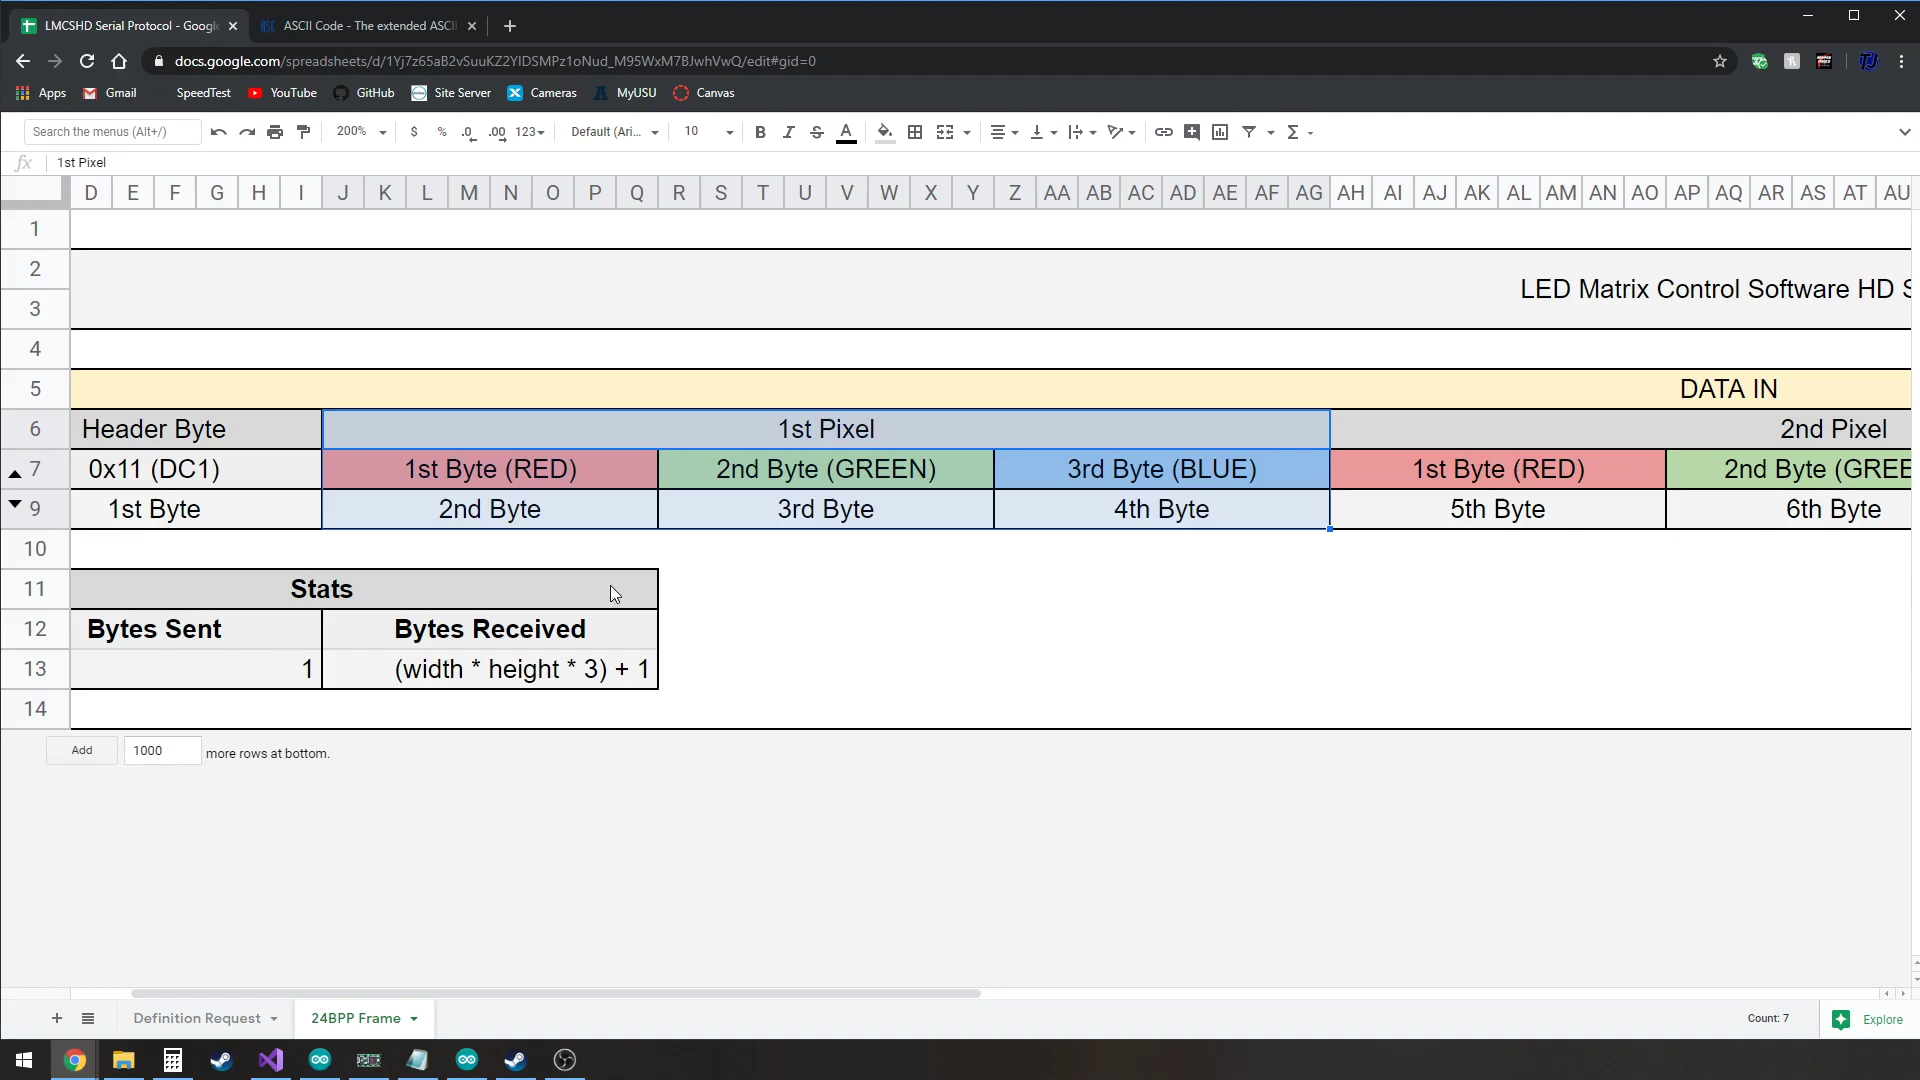 LMCSHD Serial Protocol - Google
ASCII Code - The extended ASCII
docs.google.com/spreadsheets/d/1Yj7z65aB2vSuuKZ2YIDSMPz1oNud_M95WxM7BJwhVwQ/edit#gid=0
Apps Gmail SpeedTest YouTube GitHub Site Server Cameras MyUSU Canvas
Search the menus (Alt+/) 200% $ % .0 .00 123 Default (Ari... 10 B I S A Σ
fx 1st Pixel
D E F G H I J K L M N O P Q R S T U V W X Y Z AA AB AC AD AE AF AG AH AI AJ AK AL AM AN AO AP AQ AR AS AT AU
1
2
LED Matrix Control Software HD S
3
4
5 DATA IN
6 Header Byte 1st Pixel 2nd Pixel
7 0x11 (DC1) 1st Byte (RED) 2nd Byte (GREEN) 3rd Byte (BLUE) 1st Byte (RED) 2nd Byte (GREE
9 1st Byte 2nd Byte 3rd Byte 4th Byte 5th Byte 6th Byte
10
11 Stats
12 Bytes Sent Bytes Received
13 1 (width * height * 3) + 1
14
Add 1000 more rows at bottom.
Definition Request 24BPP Frame Count: 7 Explore